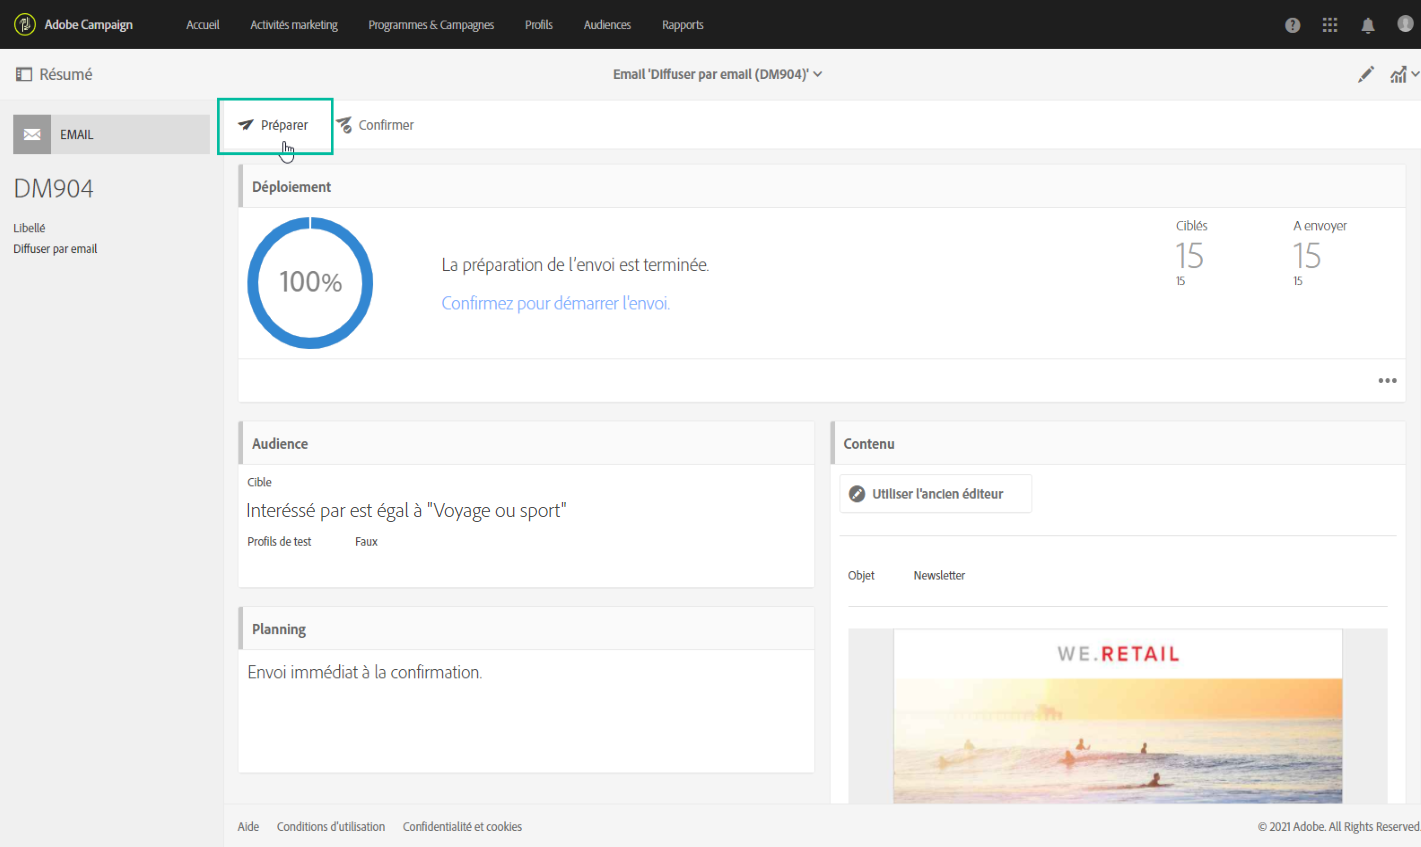 Adobe Campaign
Accueil
Activités marketing
Programmes & Campagnes
Profils
Audiences
Rapports
Résumé
Email 'Diffuser par email (DM904)'
EMAIL
DM904
Libellé
Diffuser par email
Préparer
Confirmer
Déploiement
100%
La préparation de l'envoi est terminée.
Confirmez pour démarrer l'envoi.
Ciblés
15
15
A envoyer
15
15
Audience
Cible
Interéssé par est égal à "Voyage ou sport"
Profils de test Faux
Planning
Envoi immédiat à la confirmation.
Contenu
Utiliser l'ancien éditeur
Objet Newsletter
WE.RETAIL
Aide Conditions d'utilisation Confidentialité et cookies
© 2021 Adobe. All Rights Reserved.